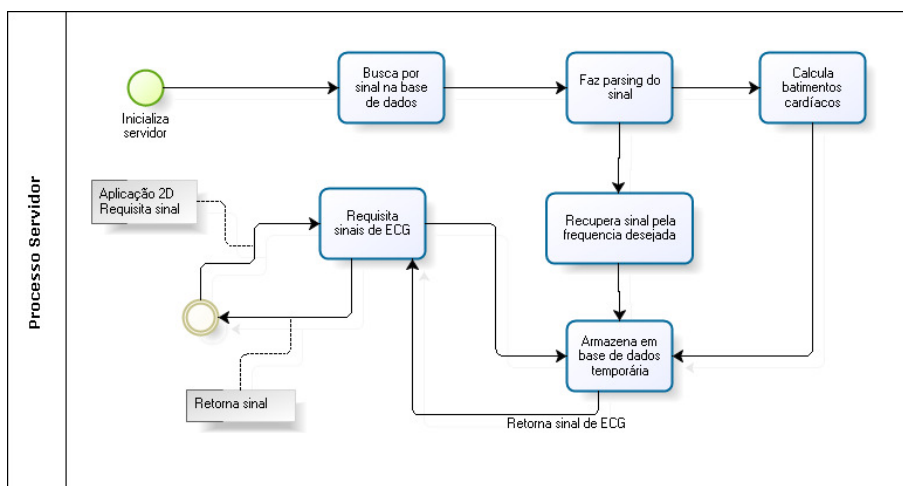 Processo Servidor
Inicializa
servidor
Busca por
sinal na base
de dados
Faz parsing do
sinal
Calcula
batimentos
cardíacos
Aplicação 2D
Requisita sinal
Requisita
sinais de ECG
Recupera sinal pela
frequencia desejada
Armazena em
base de dados
temporária
Retorna sinal
Retorna sinal de ECG